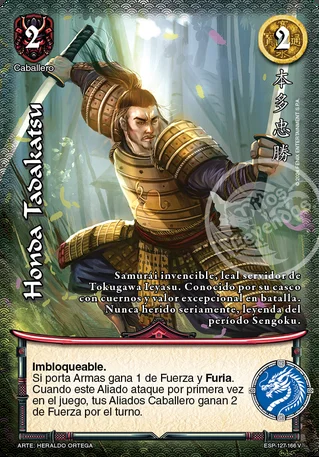 2
2
Caballero
Honda Tadakatsu
本多忠勝
Samurái invencible, leal servidor de
Tokugawa Ieyasu. Conocido por su casco
con cuernos y valor excepcional en batalla.
Nunca herido seriamente, leyenda del
período Sengoku.
Imbloqueable.
Si porta Armas gana 1 de Fuerza y Furia.
Cuando este Aliado ataque por primera vez
en el juego, tus Aliados Caballero ganan 2
de Fuerza por el turno.
ARTE: HERALDO ORTEGA
ESP-127-166 V